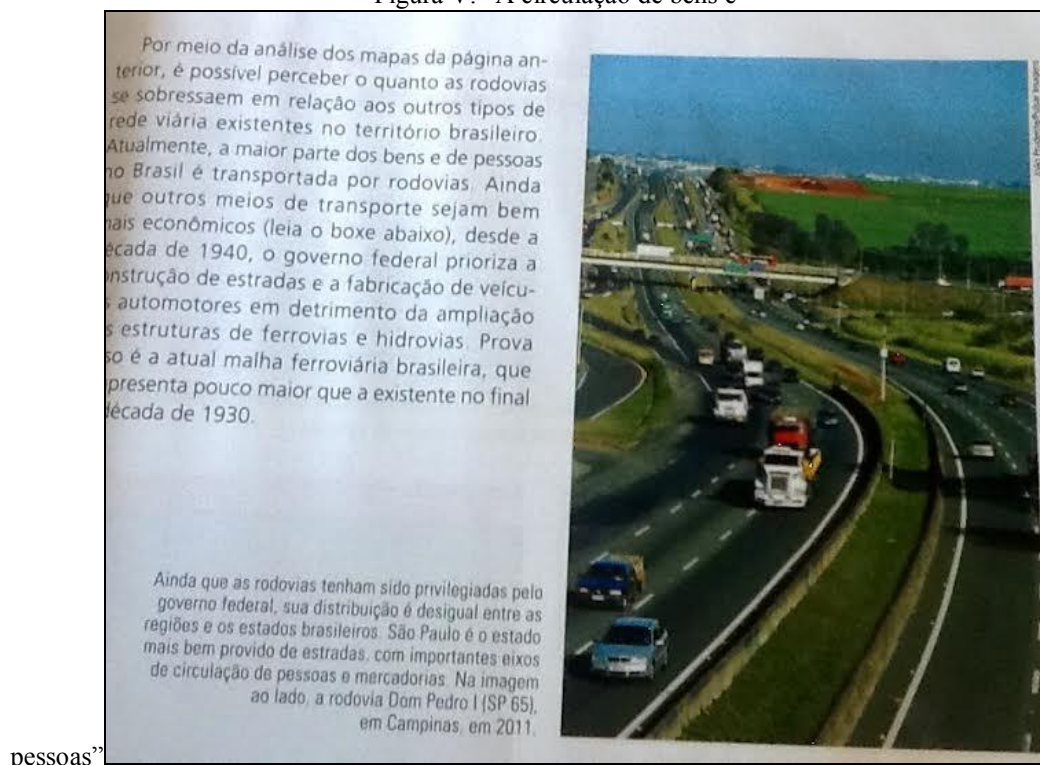 Figura V: “A circulação de bens e
Por meio da análise dos mapas da página an-
terior, é possível perceber o quanto as rodovias
se sobressaem em relação aos outros tipos de
rede viária existentes no território brasileiro.
Atualmente, a maior parte dos bens e de pessoas
no Brasil é transportada por rodovias. Ainda
que outros meios de transporte sejam bem
mais econômicos (leia o boxe abaixo), desde a
écada de 1940, o governo federal prioriza a
nstrução de estradas e a fabricação de veícu-
automotores em detrimento da ampliação
s estruturas de ferrovias e hidrovias. Prova
so é a atual malha ferroviária brasileira, que
presenta pouco maior que a existente no final
década de 1930.
Ainda que as rodovias tenham sido privilegiadas pelo
governo federal, sua distribuição é desigual entre as
regiões e os estados brasileiros. São Paulo é o estado
mais bem provido de estradas, com importantes eixos
de circulação de pessoas e mercadorias. Na imagem
ao lado, a rodovia Dom Pedro I (SP 65),
em Campinas, em 2011.
pessoas”